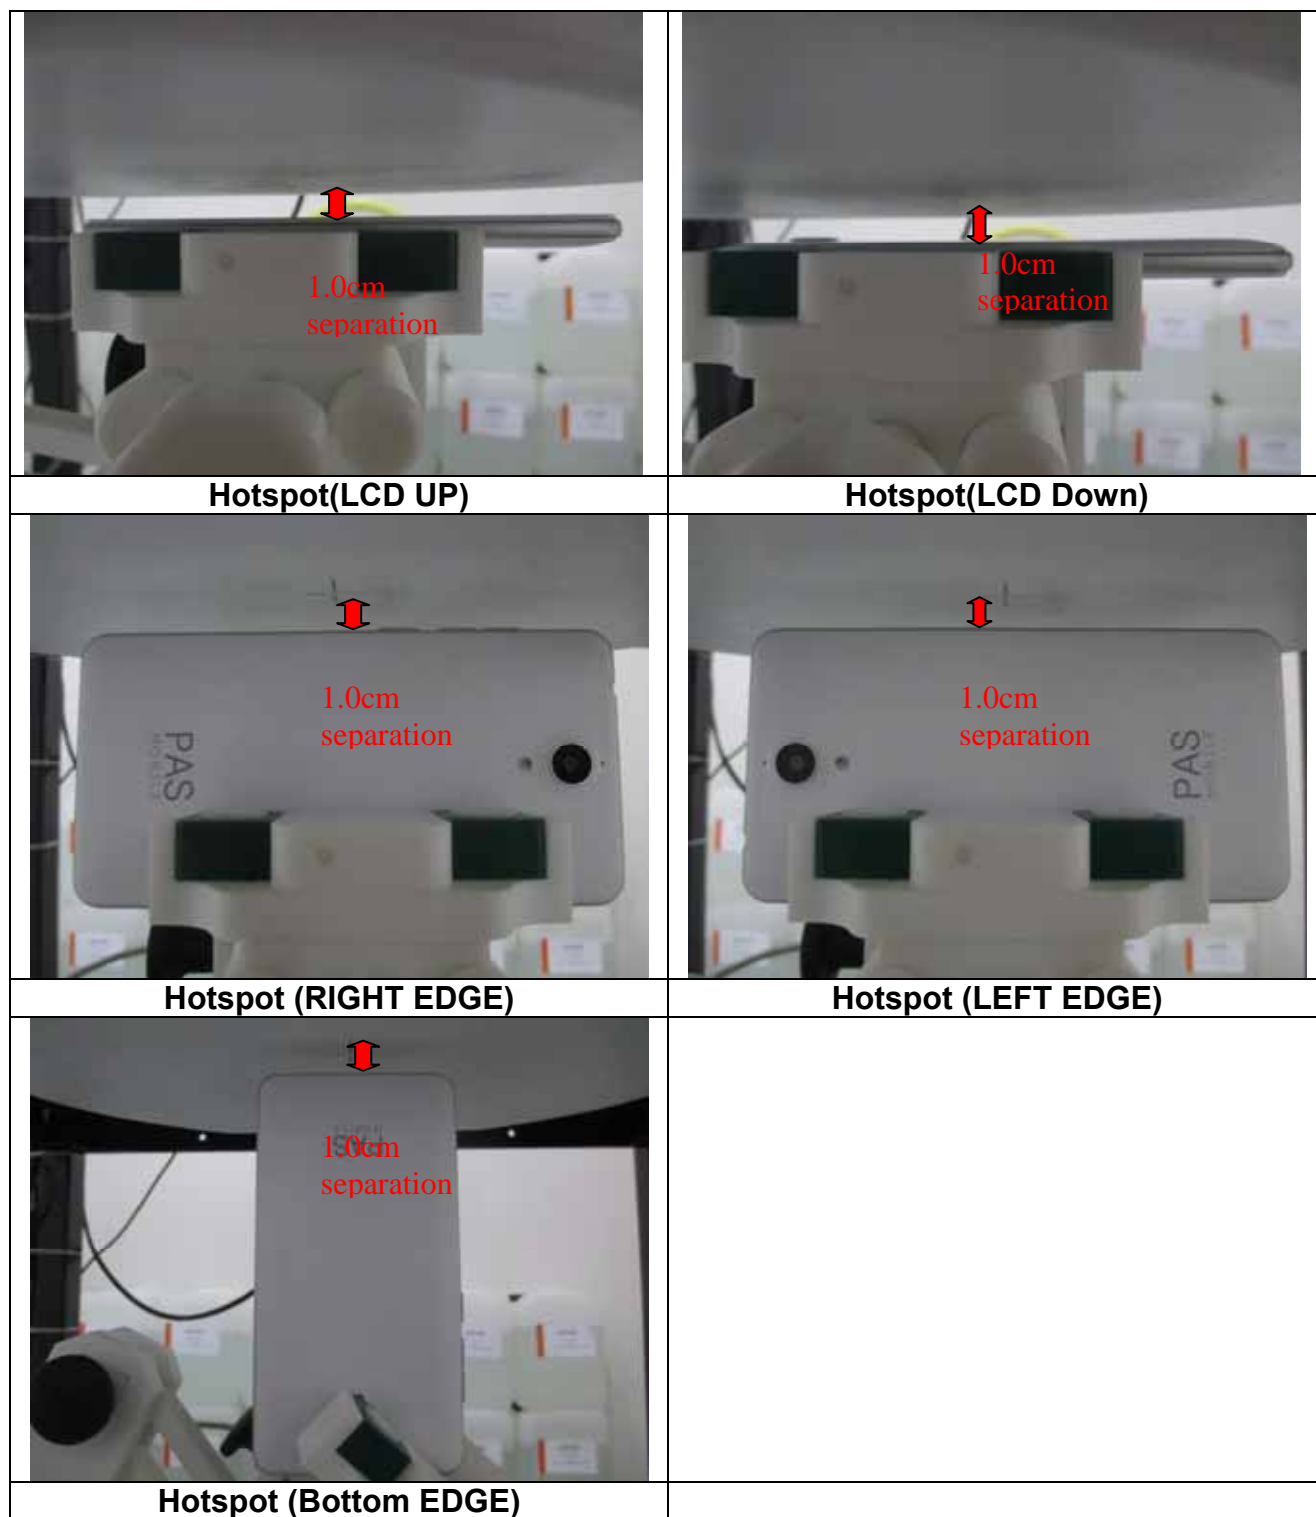 1.0cm
separation
1.0cm
separation
Hotspot(LCD UP)
Hotspot(LCD Down)
1.0cm
separation
PAS
1.0cm
separation
PAS
Hotspot (RIGHT EDGE)
Hotspot (LEFT EDGE)
1.0cm
PAS
separation
Hotspot (Bottom EDGE)